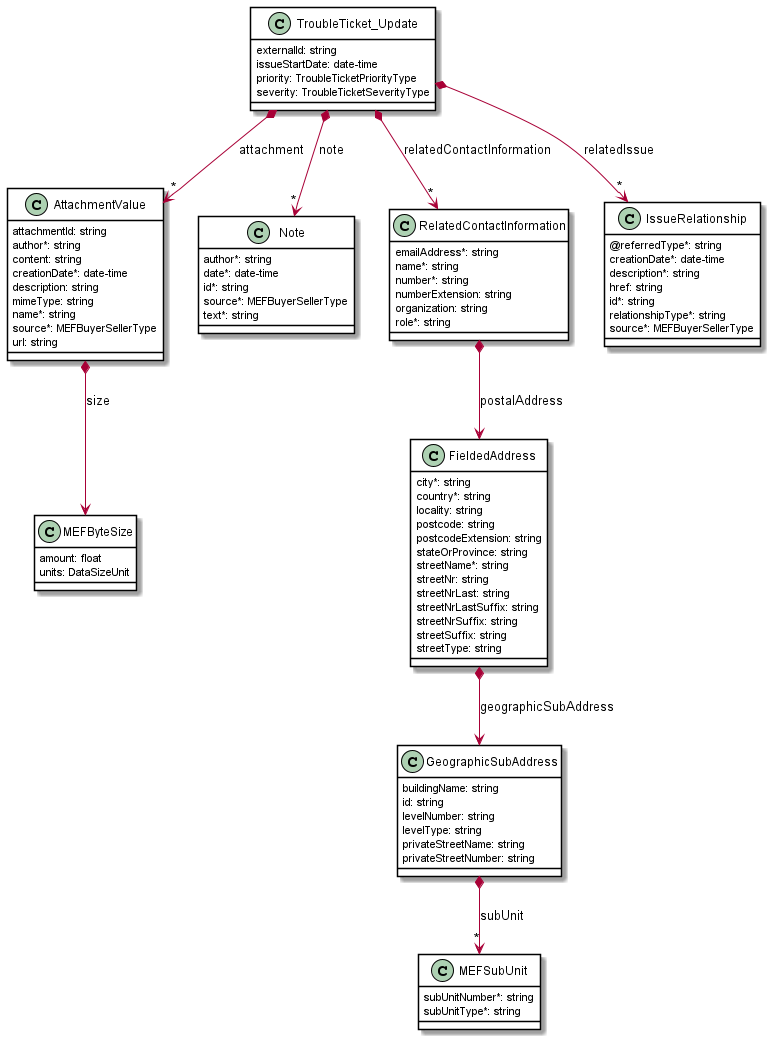 C TroubleTicket_Update
externalId: string
issueStartDate: date-time
priority: TroubleTicketPriorityType
severity: TroubleTicketSeverityType
attachment
note
relatedContactInformation
relatedIssue
*
*
*
*
C AttachmentValue
attachmentId: string
author*: string
content: string
creationDate*: date-time
description: string
mimeType: string
name*: string
source*: MEFBuyerSellerType
url: string
C Note
author*: string
date*: date-time
id*: string
source*: MEFBuyerSellerType
text*: string
C RelatedContactInformation
emailAddress*: string
name*: string
number*: string
numberExtension: string
organization: string
role*: string
C IssueRelationship
@referredType*: string
creationDate*: date-time
description*: string
href: string
id*: string
relationshipType*: string
source*: MEFBuyerSellerType
size
postalAddress
C MEFByteSize
amount: float
units: DataSizeUnit
C FieldedAddress
city*: string
country*: string
locality: string
postcode: string
postcodeExtension: string
stateOrProvince: string
streetName*: string
streetNr: string
streetNrLast: string
streetNrLastSuffix: string
streetNrSuffix: string
streetSuffix: string
streetType: string
geographicSubAddress
C GeographicSubAddress
buildingName: string
id: string
levelNumber: string
levelType: string
privateStreetName: string
privateStreetNumber: string
subUnit
*
C MEFSubUnit
subUnitNumber*: string
subUnitType*: string